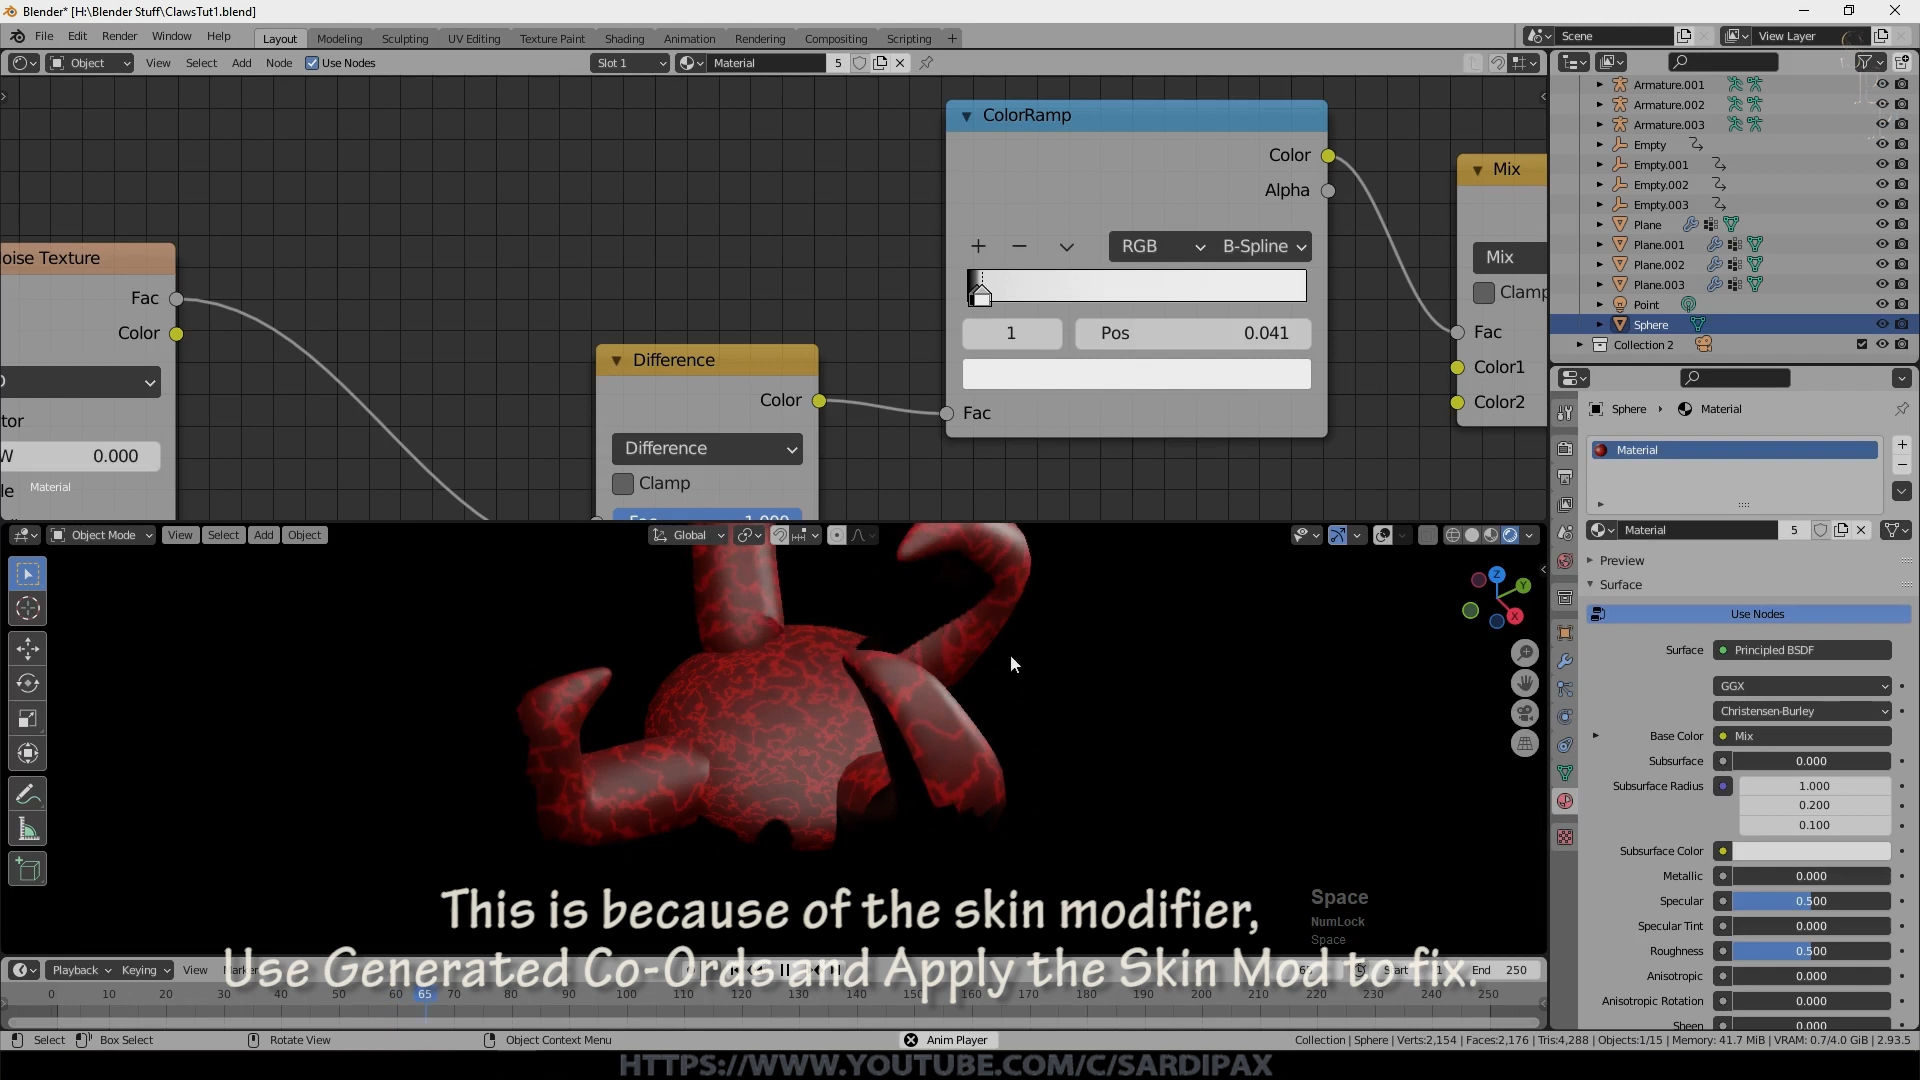 Blender* [H:\Blender Stuff\ClawsTut1.blend]
File Edit Render Window Help Layout Modeling Sculpting UV Editing Texture Paint Shading Animation Rendering Compositing Scripting + Scene View Layer
Object View Select Add Node Use Nodes Slot 1 Material 5
ColorRamp
Color
Alpha
RGB B-Spline
1 Pos 0.041
Fac
Mix
Mix
Clamp
Fac
Color1
Color2
oise Texture
Fac
Color
tor
W 0.000
le
Material
Difference
Color
Difference
Clamp
Fac 1.000
Armature.001
Armature.002
Armature.003
Empty
Empty.001
Empty.002
Empty.003
Plane
Plane.001
Plane.002
Plane.003
Point
Sphere
Collection 2
Sphere Material
Material
Material 5
Preview
Surface
Use Nodes
Surface Principled BSDF
GGX
Christensen-Burley
Base Color Mix
Subsurface 0.000
Subsurface Radius 1.000
0.200
0.100
Subsurface Color
Metallic 0.000
Specular 0.500
Specular Tint 0.000
Roughness 0.500
Anisotropic 0.000
Anisotropic Rotation 0.000
Sheen 0.000
Object Mode View Select Add Object Global
Z
Y
X
Space
NumLock
Space
This is because of the skin modifier,
Use Generated Co-Ords and Apply the Skin Mod to fix.
Playback Keying View Marker Start 1 End 250
0 10 20 30 40 50 60 65 70 80 90 100 110 120 130 140 150 160 170 180 190 200 210 220 230 240 250
Select Box Select Rotate View Object Context Menu Anim Player Collection | Sphere | Verts:2,154 | Faces:2,176 | Tris:4,288 | Objects:1/15 | Memory: 41.7 MiB | VRAM: 0.7/4.0 GiB | 2.93.5
HTTPS://WWW.YOUTUBE.COM/C/SARDIPAX